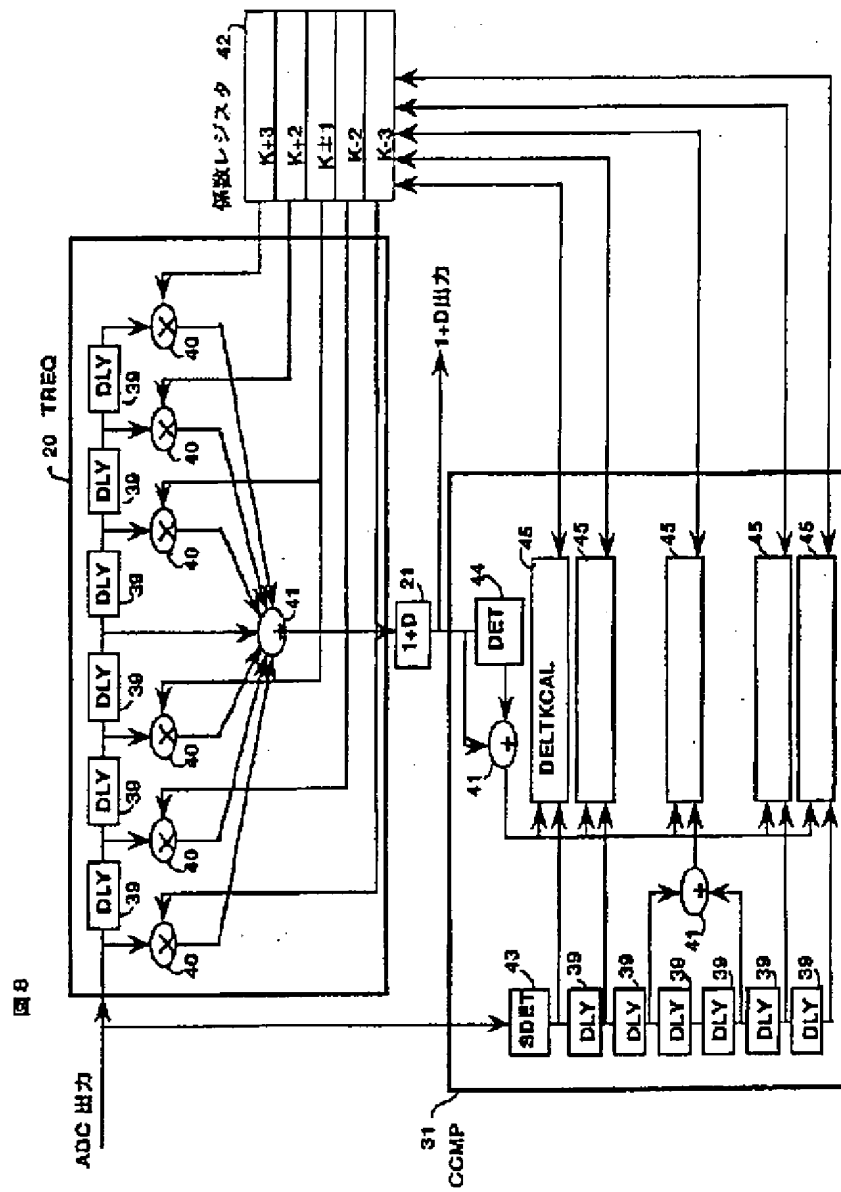 図8
ADC 出力
20 TREQ
DLY
39
DLY
39
DLY
39
DLY
39
DLY
39
DLY
39
×
40
×
40
×
40
×
40
×
40
×
40
+
41
係数レジスタ 42
K+3
K+2
K±1
K-2
K-3
1+D
21
1+D出力
31
CCMP
SDET
43
DLY
39
DLY
39
DLY
39
DLY
39
DLY
39
DLY
39
+
41
+
41
DET
44
DELTKCAL
45
45
45
45
45